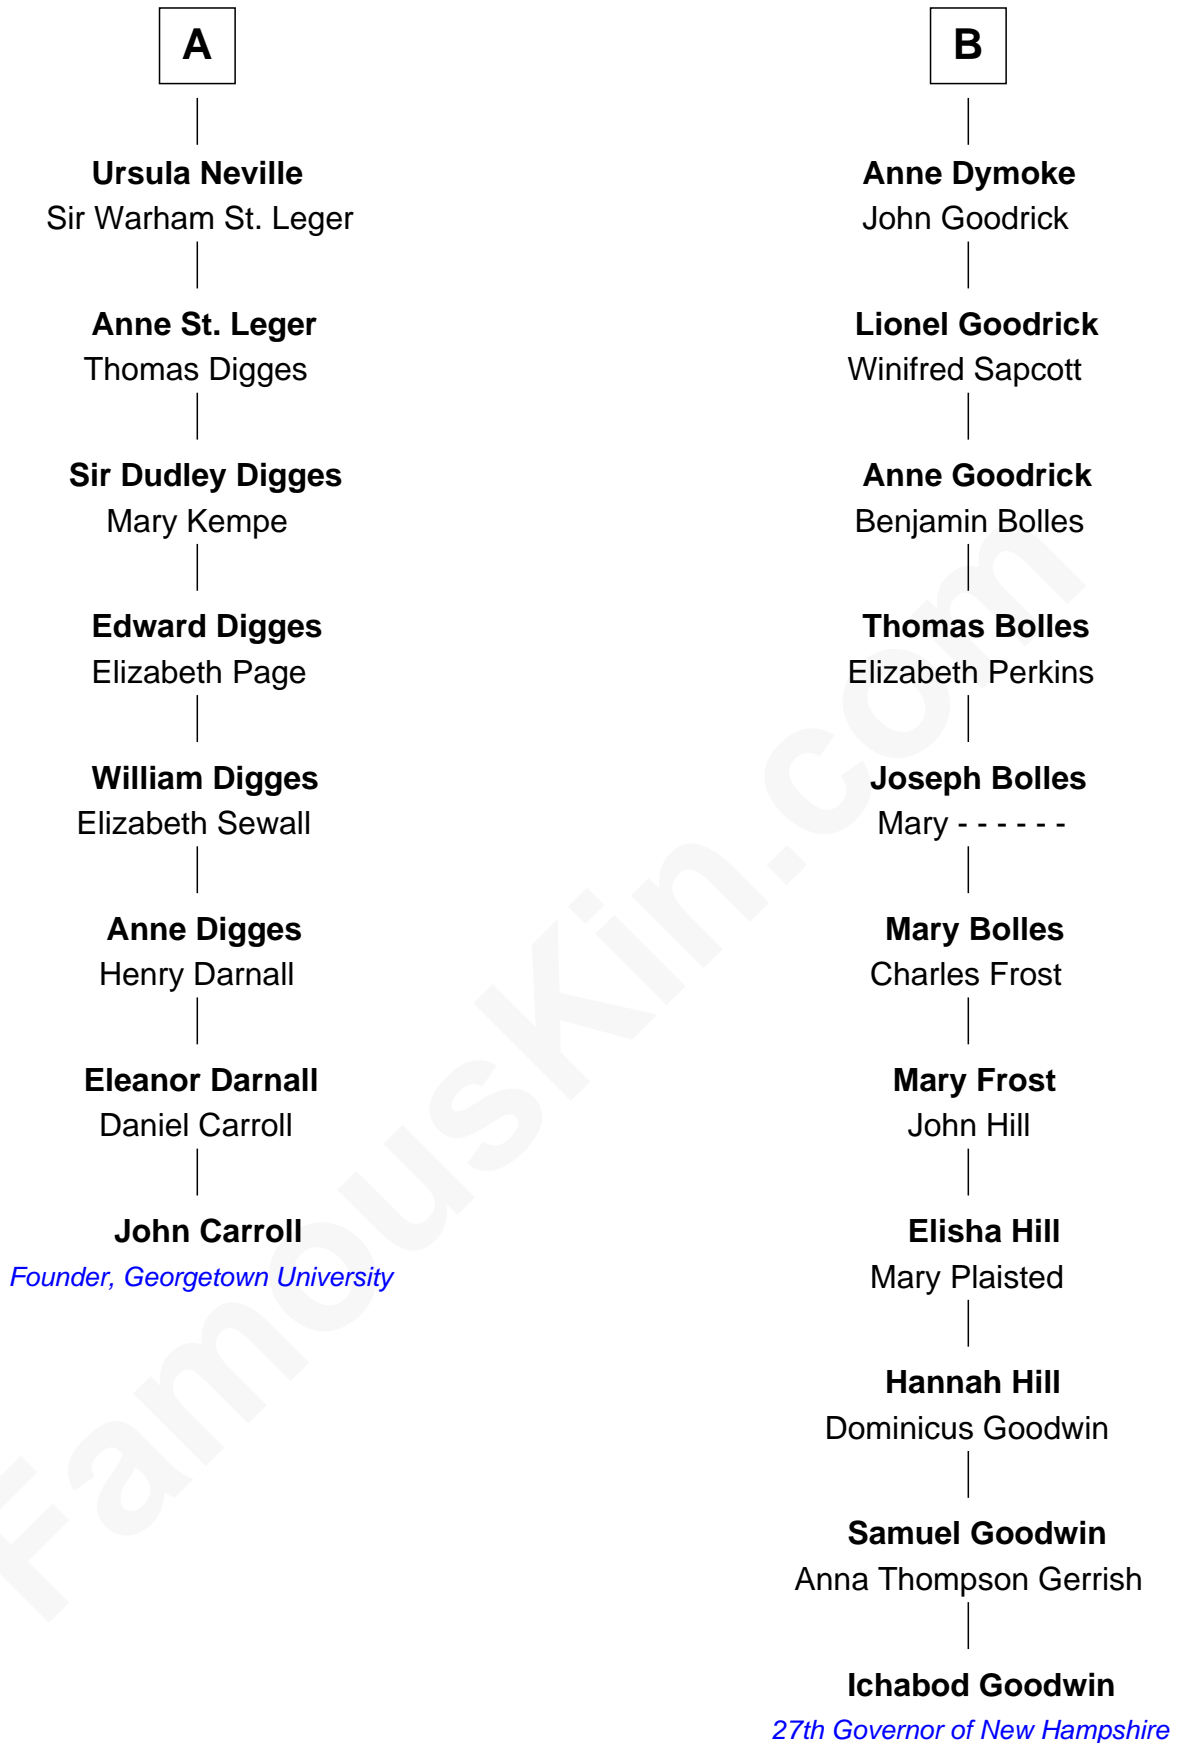 A
Ursula Neville
Sir Warham St. Leger
Anne St. Leger
Thomas Digges
Sir Dudley Digges
Mary Kempe
Edward Digges
Elizabeth Page
William Digges
Elizabeth Sewall
Anne Digges
Henry Darnall
Eleanor Darnall
Daniel Carroll
John Carroll
Founder, Georgetown University
B
Anne Dymoke
John Goodrick
Lionel Goodrick
Winifred Sapcott
Anne Goodrick
Benjamin Bolles
Thomas Bolles
Elizabeth Perkins
Joseph Bolles
Mary - - - - - -
Mary Bolles
Charles Frost
Mary Frost
John Hill
Elisha Hill
Mary Plaisted
Hannah Hill
Dominicus Goodwin
Samuel Goodwin
Anna Thompson Gerrish
Ichabod Goodwin
27th Governor of New Hampshire
FamousKin.com